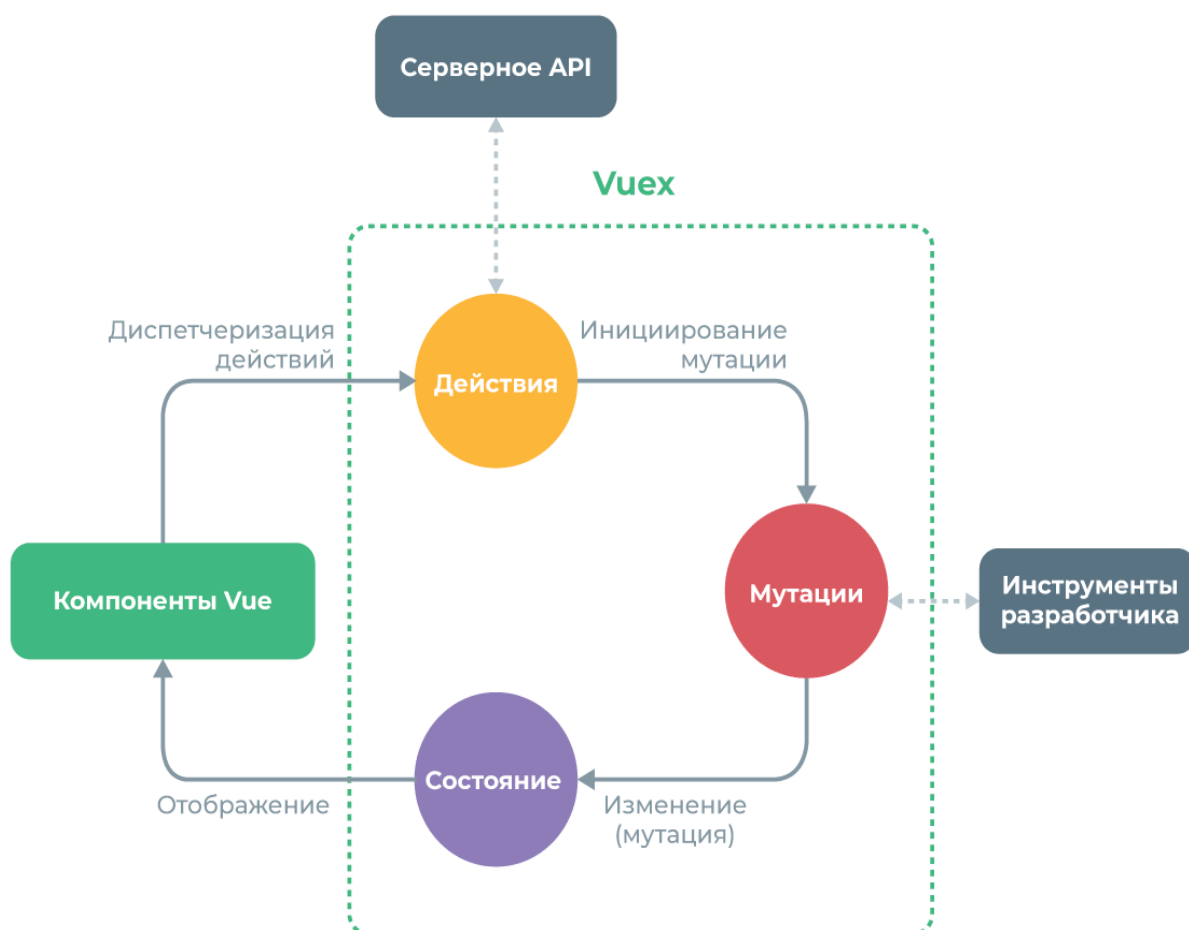 Серверное API
Vuex
Диспетчеризация
действий
Инициирование
мутации
Действия
Компоненты Vue
Мутации
Инструменты
разработчика
Состояние
Отображение
Изменение
(мутация)